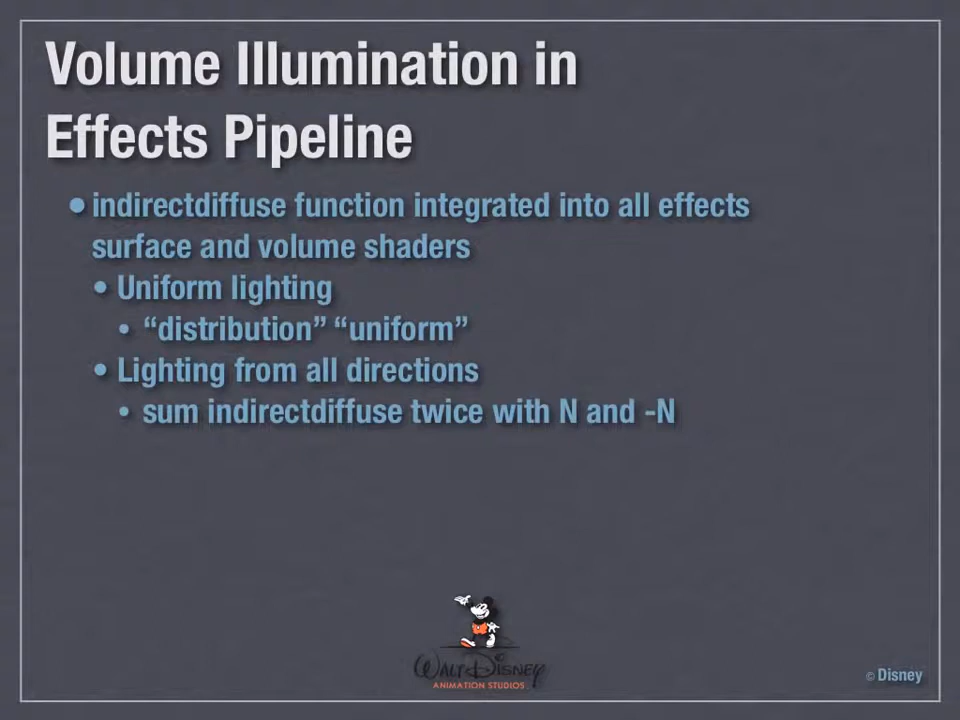 Volume Illumination in
Effects Pipeline
• indirectdiffuse function integrated into all effects
surface and volume shaders
• Uniform lighting
• “distribution” “uniform”
• Lighting from all directions
• sum indirectdiffuse twice with N and -N
WALT DISNEY
ANIMATION STUDIOS
© Disney